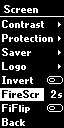 Screen
Contrast
Protection
Saver
Logo
Invert
FireScr 2s
FiFlip
Back